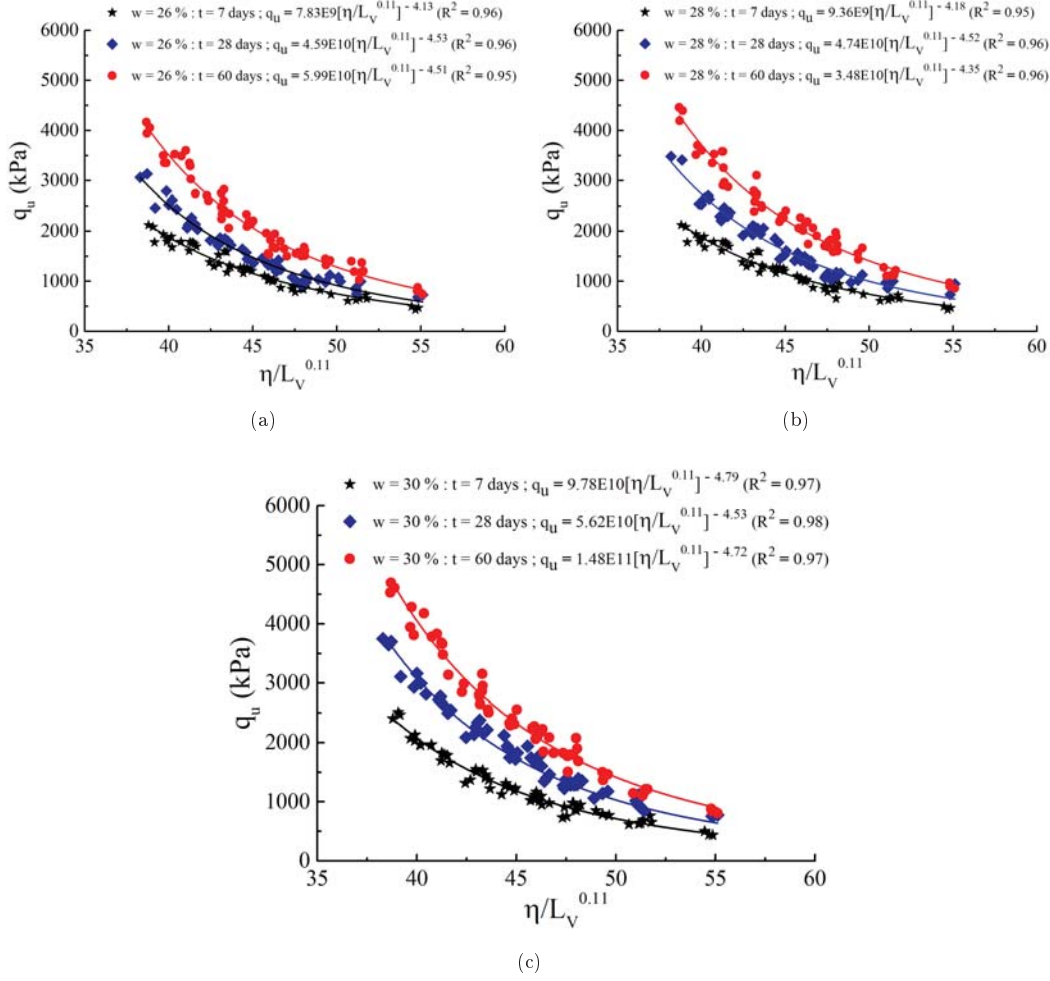 ★ w = 26 % : t = 7 days ; q_u = 7.83E9[η/L_V^0.11]^- 4.13 (R^2 = 0.96)
◆ w = 26 % : t = 28 days ; q_u = 4.59E10[η/L_V^0.11]^- 4.53 (R^2 = 0.96)
● w = 26 % : t = 60 days ; q_u = 5.99E10[η/L_V^0.11]^- 4.51 (R^2 = 0.95)
6000
5000
4000
3000
2000
1000
0
q_u (kPa)
35 40 45 50 55 60
η/L_V^0.11
(a)
★ w = 28 % : t = 7 days ; q_u = 9.36E9[η/L_V^0.11]^- 4.18 (R^2 = 0.95)
◆ w = 28 % : t = 28 days ; q_u = 4.74E10[η/L_V^0.11]^- 4.52 (R^2 = 0.96)
● w = 28 % : t = 60 days ; q_u = 3.48E10[η/L_V^0.11]^- 4.35 (R^2 = 0.96)
6000
5000
4000
3000
2000
1000
0
q_u (kPa)
35 40 45 50 55 60
η/L_V^0.11
(b)
★ w = 30 % : t = 7 days ; q_u = 9.78E10[η/L_V^0.11]^- 4.79 (R^2 = 0.97)
◆ w = 30 % : t = 28 days ; q_u = 5.62E10[η/L_V^0.11]^- 4.53 (R^2 = 0.98)
● w = 30 % : t = 60 days ; q_u = 1.48E11[η/L_V^0.11]^- 4.72 (R^2 = 0.97)
6000
5000
4000
3000
2000
1000
0
q_u (kPa)
35 40 45 50 55 60
η/L_V^0.11
(c)